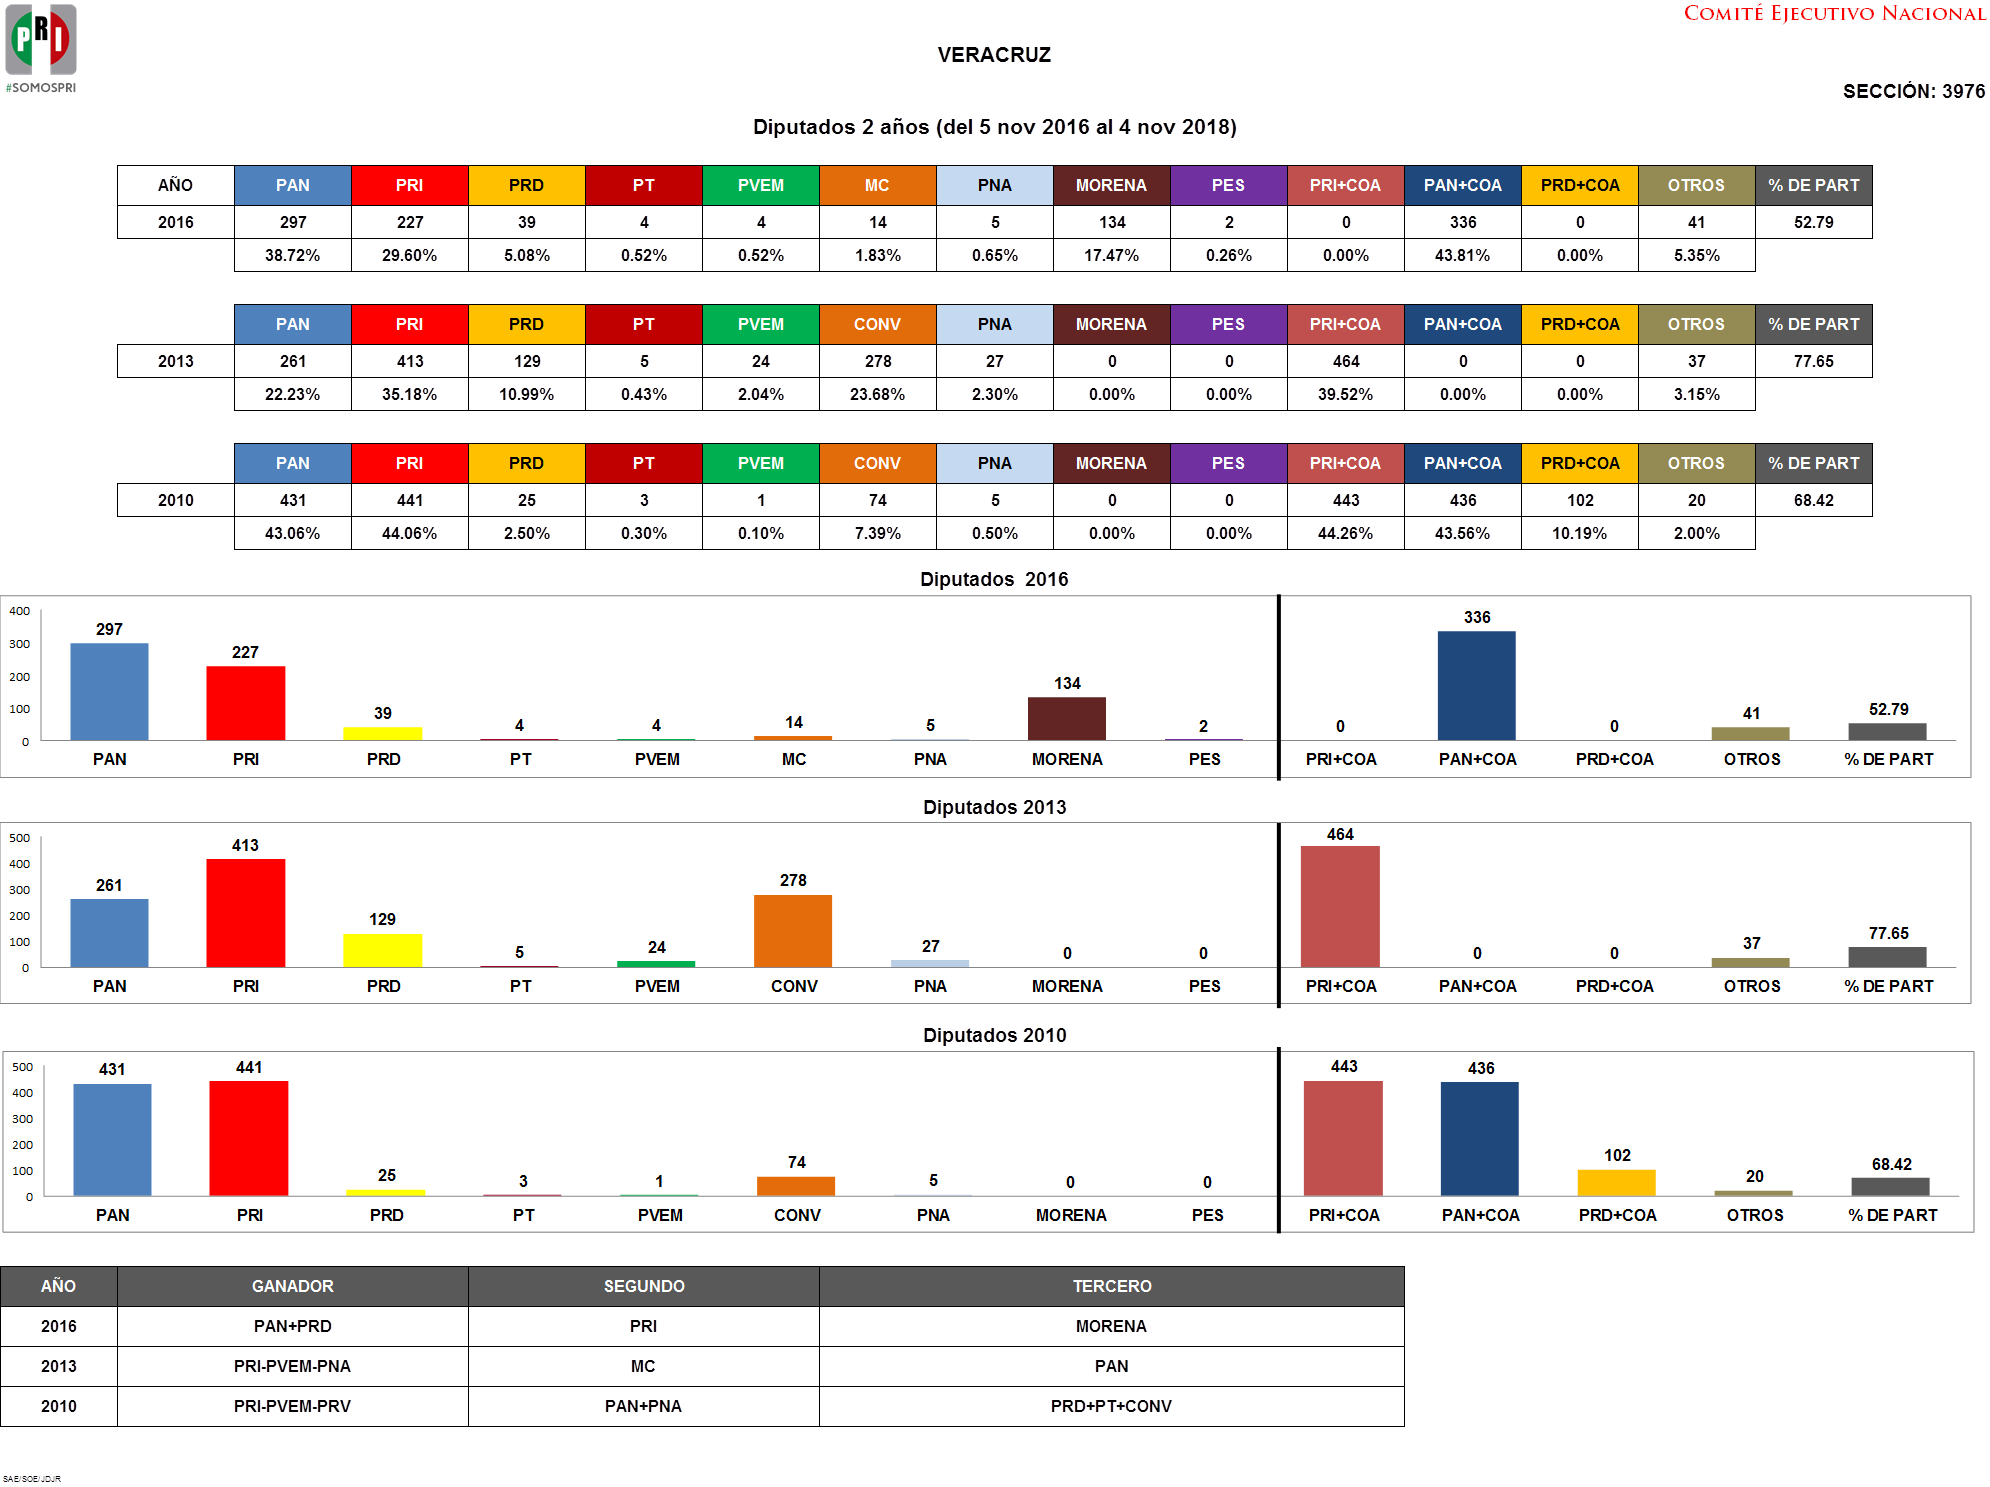 PRI
#SOMOSPRI
COMITÉ EJECUTIVO NACIONAL
VERACRUZ
SECCIÓN: 3976
Diputados 2 años (del 5 nov 2016 al 4 nov 2018)
AÑO PAN PRI PRD PT PVEM MC PNA MORENA PES PRI+COA PAN+COA PRD+COA OTROS % DE PART
2016 297 227 39 4 4 14 5 134 2 0 336 0 41 52.79
38.72% 29.60% 5.08% 0.52% 0.52% 1.83% 0.65% 17.47% 0.26% 0.00% 43.81% 0.00% 5.35%
PAN PRI PRD PT PVEM CONV PNA MORENA PES PRI+COA PAN+COA PRD+COA OTROS % DE PART
2013 261 413 129 5 24 278 27 0 0 464 0 0 37 77.65
22.23% 35.18% 10.99% 0.43% 2.04% 23.68% 2.30% 0.00% 0.00% 39.52% 0.00% 0.00% 3.15%
PAN PRI PRD PT PVEM CONV PNA MORENA PES PRI+COA PAN+COA PRD+COA OTROS % DE PART
2010 431 441 25 3 1 74 5 0 0 443 436 102 20 68.42
43.06% 44.06% 2.50% 0.30% 0.10% 7.39% 0.50% 0.00% 0.00% 44.26% 43.56% 10.19% 2.00%
Diputados 2016
400
300
200
100
0
297 227 39 4 4 14 5 134 2 0 336 0 41 52.79
PAN PRI PRD PT PVEM MC PNA MORENA PES PRI+COA PAN+COA PRD+COA OTROS % DE PART
Diputados 2013
500
400
300
200
100
0
261 413 129 5 24 278 27 0 0 464 0 0 37 77.65
PAN PRI PRD PT PVEM CONV PNA MORENA PES PRI+COA PAN+COA PRD+COA OTROS % DE PART
Diputados 2010
500
400
300
200
100
0
431 441 25 3 1 74 5 0 0 443 436 102 20 68.42
PAN PRI PRD PT PVEM CONV PNA MORENA PES PRI+COA PAN+COA PRD+COA OTROS % DE PART
AÑO GANADOR SEGUNDO TERCERO
2016 PAN+PRD PRI MORENA
2013 PRI-PVEM-PNA MC PAN
2010 PRI-PVEM-PRV PAN+PNA PRD+PT+CONV
SAE/SOE/JDJR